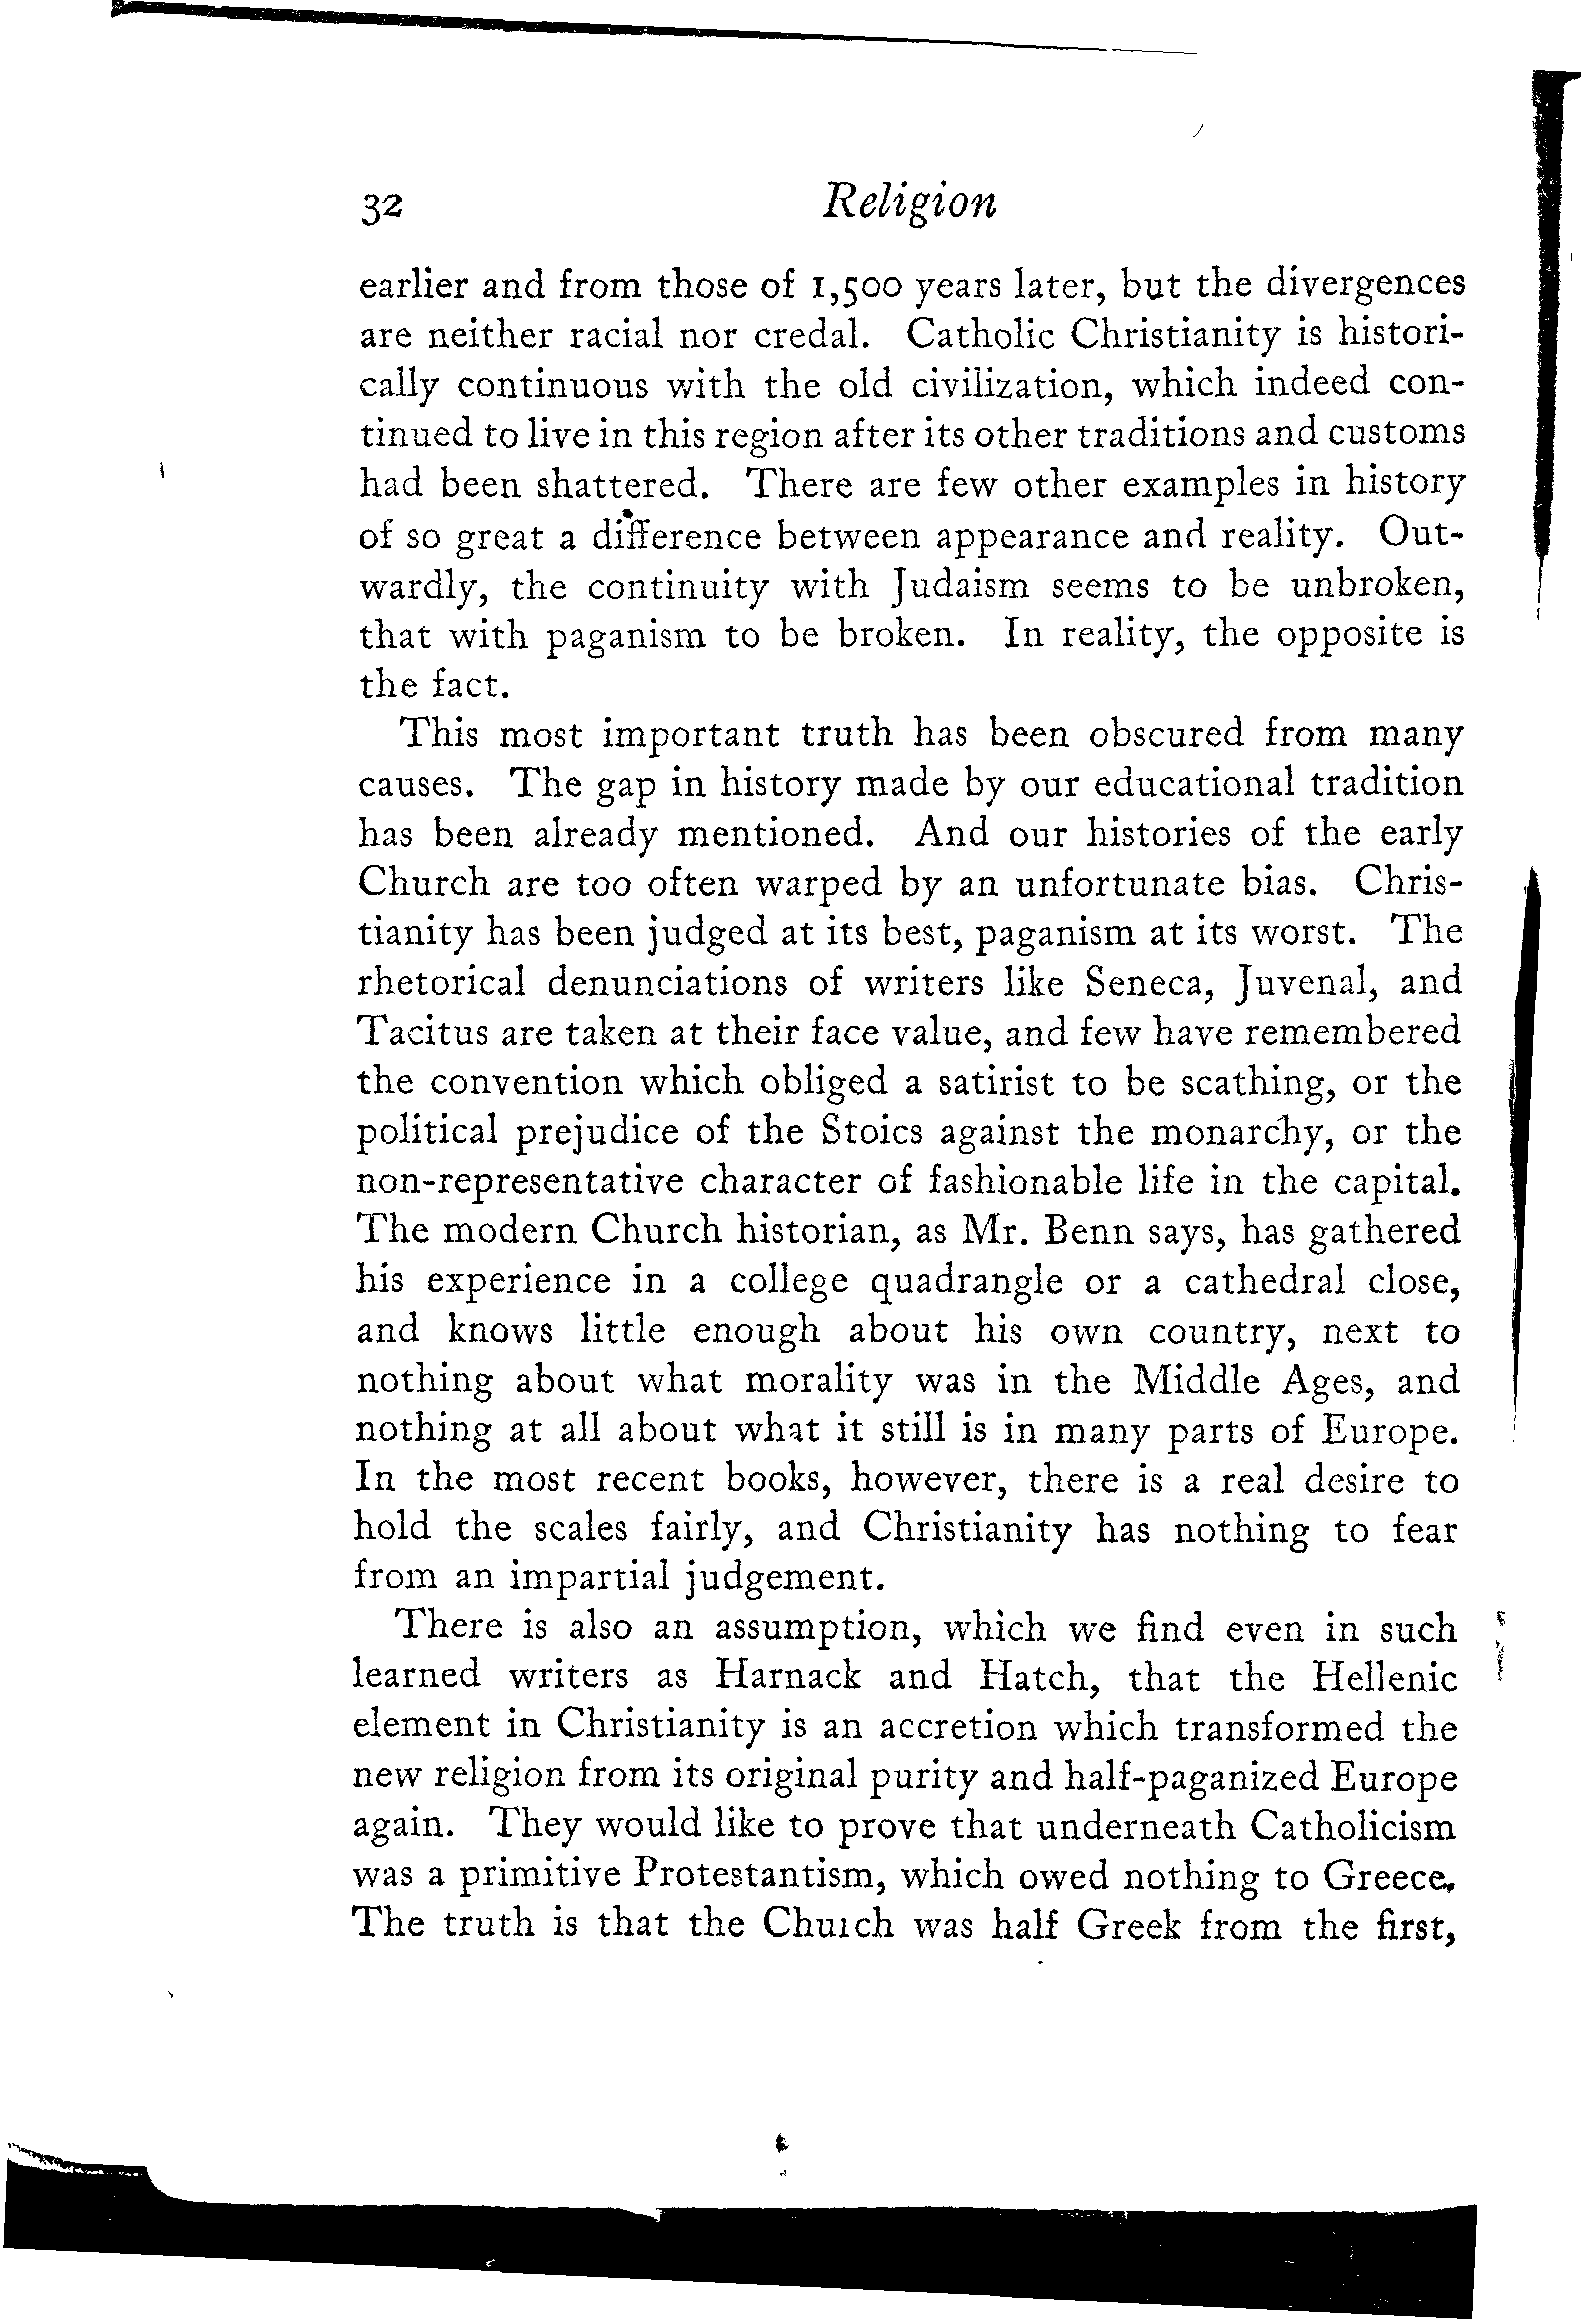 32 Religion
earlier and from those of 1,500 years later, but the divergences
are neither racial nor credal. Catholic Christianity is histori-
cally continuous with the old civilization, which indeed con-
tinued to live in this region after its other traditions and customs
had been shattered. There are few other examples in history
of so great a difference between appearance and reality. Out-
wardly, the continuity with Judaism seems to be unbroken,
that with paganism to be broken. In reality, the opposite is
the fact.
This most important truth has been obscured from many
causes. The gap in history made by our educational tradition
has been already mentioned. And our histories of the early
Church are too often warped by an unfortunate bias. Chris-
tianity has been judged at its best, paganism at its worst. The
rhetorical denunciations of writers like Seneca, Juvenal, and
Tacitus are taken at their face value, and few have remembered
the convention which obliged a satirist to be scathing, or the
political prejudice of the Stoics against the monarchy, or the
non-representative character of fashionable life in the capital.
The modern Church historian, as Mr. Benn says, has gathered
his experience in a college quadrangle or a cathedral close,
and knows little enough about his own country, next to
nothing about what morality was in the Middle Ages, and
nothing at all about what it still is in many parts of Europe.
In the most recent books, however, there is a real desire to
hold the scales fairly, and Christianity has nothing to fear
from an impartial judgement.
There is also an assumption, which we find even in such
learned writers as Harnack and Hatch, that the Hellenic
element in Christianity is an accretion which transformed the
new religion from its original purity and half-paganized Europe
again. They would like to prove that underneath Catholicism
was a primitive Protestantism, which owed nothing to Greece.
The truth is that the Church was half Greek from the first,